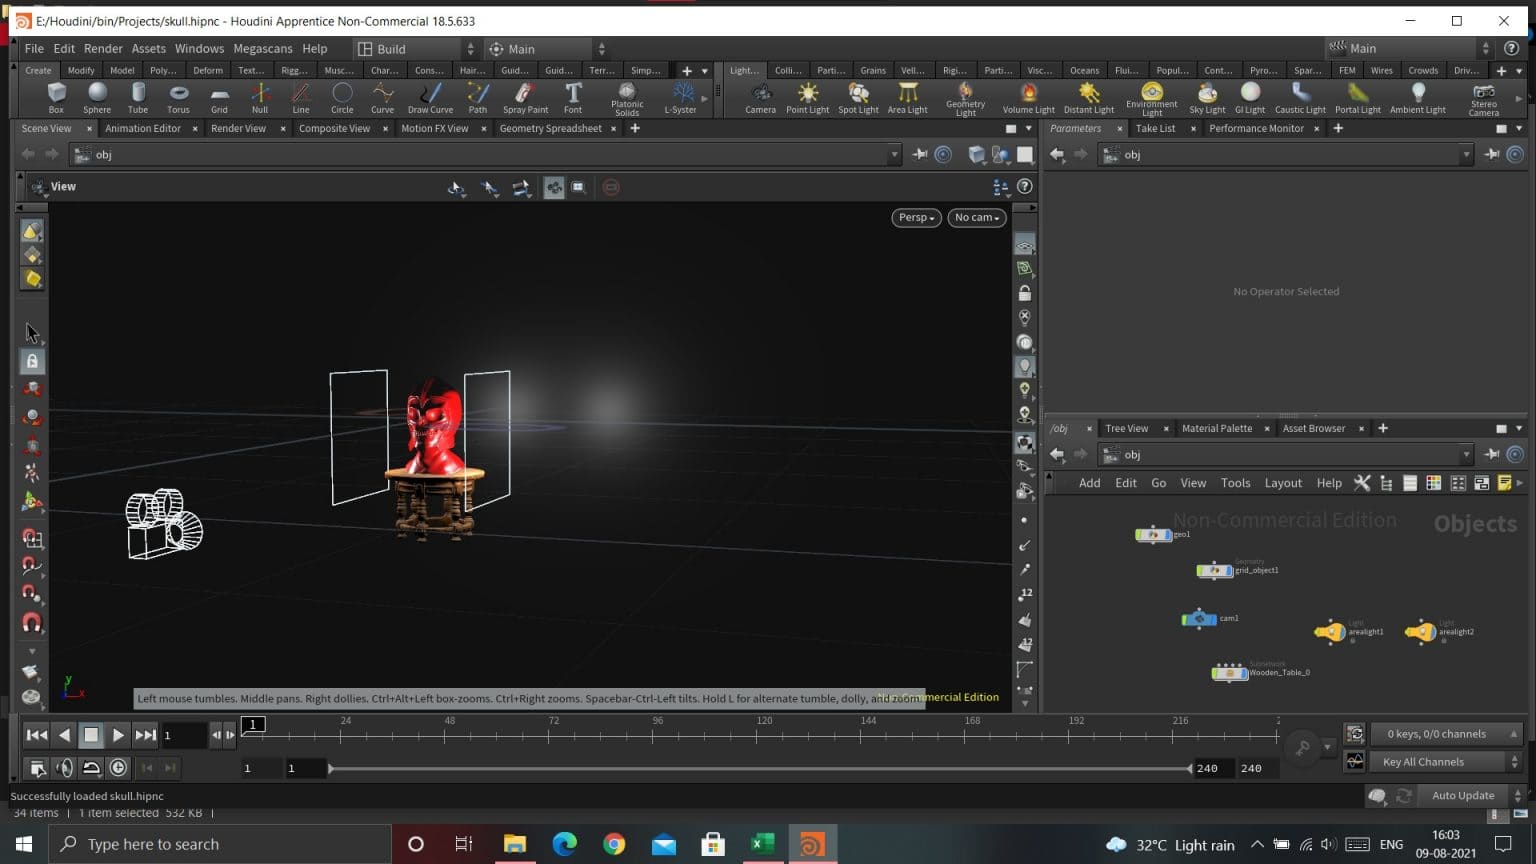 E:/Houdini/bin/Projects/skull.hipnc - Houdini Apprentice Non-Commercial 18.5.633
File Edit Render Assets Windows Megascans Help Build Main Main
Create Modify Model Poly... Deform Text... Rigg... Musc... Char... Cons... Hair... Guid... Guid... Terr... Simp... Light... Colli... Parti... Grains Vell... Rigi... Parti... Visc... Oceans Flui... Popul... Cont... Pyro... Spar... FEM Wires Crowds Driv...
Box Sphere Tube Torus Grid Null Line Circle Curve Draw Curve Path Spray Paint Font Platonic Solids L-System Camera Point Light Spot Light Area Light Geometry Light Volume Light Distant Light Environment Light Sky Light GI Light Caustic Light Portal Light Ambient Light Stereo Camera
Scene View Animation Editor Render View Composite View Motion FX View Geometry Spreadsheet Parameters Take List Performance Monitor
obj obj
View
Persp No cam
No Operator Selected
/obj Tree View Material Palette Asset Browser
obj
Add Edit Go View Tools Layout Help
Non-Commercial Edition Objects
geo1
Geometry
grid_object1
cam1
Light Light
arealight1 arealight2
Subnetwork
Wooden_Table_0
y
x
Left mouse tumbles. Middle pans. Right dollies. Ctrl+Alt+Left box-zooms. Ctrl+Right zooms. Spacebar-Ctrl-Left tilts. Hold L for alternate tumble, dolly, and zoom.
Non-Commercial Edition
12
12
1 1 24 48 72 96 120 144 168 192 216 2
0 keys, 0/0 channels
1 1 240 240 Key All Channels
Successfully loaded skull.hipnc Auto Update
34 items 1 item selected 532 KB
Type here to search 32°C Light rain ENG 16:03
09-08-2021